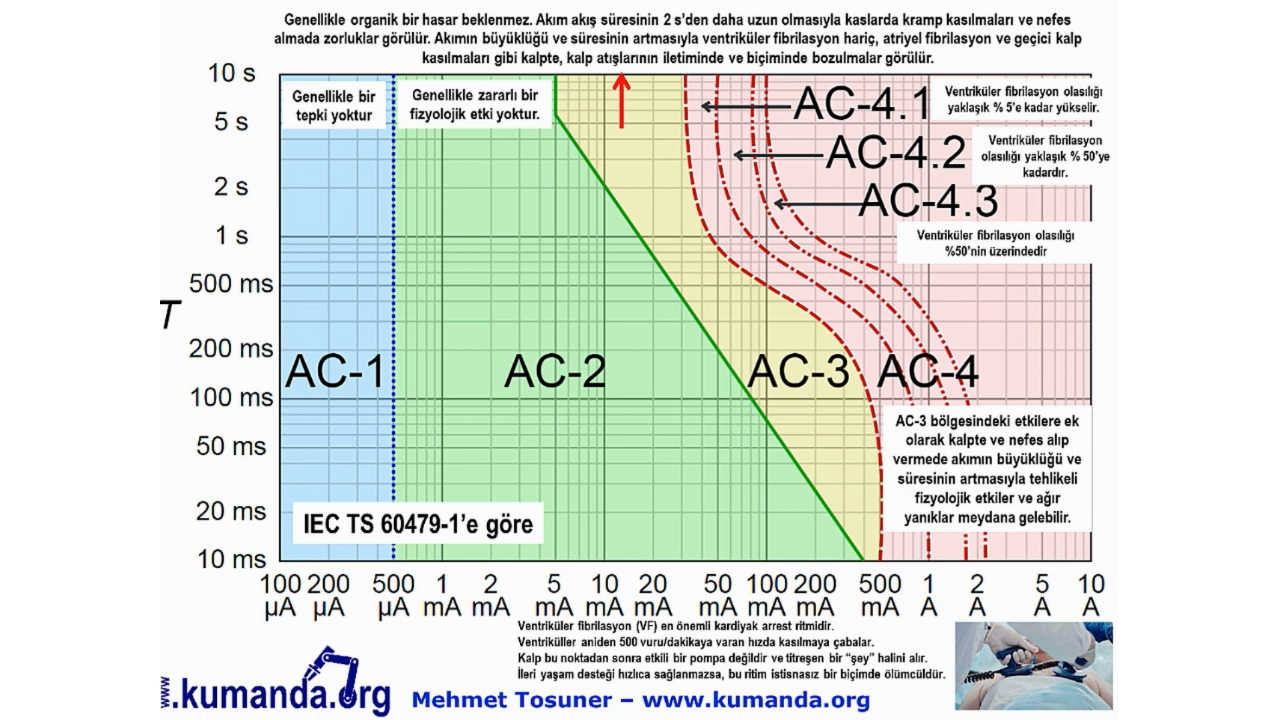 Genellikle organik bir hasar beklenmez. Akım akış süresinin 2 s'den daha uzun olmasıyla kaslarda kramp kasılmaları ve nefes
almada zorluklar görülür. Akımın büyüklüğü ve süresinin artmasıyla ventriküler fibrilasyon hariç, atriyel fibrilasyon ve geçici kalp
kasılmaları gibi kalpte, kalp atışlarının iletiminde ve biçiminde bozulmalar görülür.
10 s
Genellikle bir
tepki yoktur
Genellikle zararlı bir
fizyolojik etki yoktur.
AC-4.1
Ventriküler fibrilasyon olasılığı
yaklaşık % 5'e kadar yükselir.
5 s
AC-4.2
Ventriküler fibrilasyon
olasılığı yaklaşık % 50'ye
kadardır.
2 s
AC-4.3
1 s
Ventriküler fibrilasyon olasılığı
%50'nin üzerindedir
500 ms
T
200 ms
AC-1
AC-2
AC-3
AC-4
100 ms
AC-3 bölgesindeki etkilere ek
olarak kalpte ve nefes alıp
vermede akımın büyüklüğü ve
süresinin artmasıyla tehlikeli
fizyolojik etkiler ve ağır
yanıklar meydana gelebilir.
50 ms
20 ms
IEC TS 60479-1'e göre
10 ms
100 200 500 1 2 5 10 20 50 100 200 500 1 2 5 10
µA µA µA mA mA mA mA mA mA mA mA mA A A A A
Ventriküler fibrilasyon (VF) en önemli kardiyak arrest ritmidir.
Ventriküller aniden 500 vuru/dakikaya varan hızda kasılmaya çabalar.
Kalp bu noktadan sonra etkili bir pompa değildir ve titreşen bir “şey” halini alır.
İleri yaşam desteği hızlıca sağlanmazsa, bu ritim istisnasız bir biçimde ölümcüldür.
www.kumanda.org
Mehmet Tosuner – www.kumanda.org